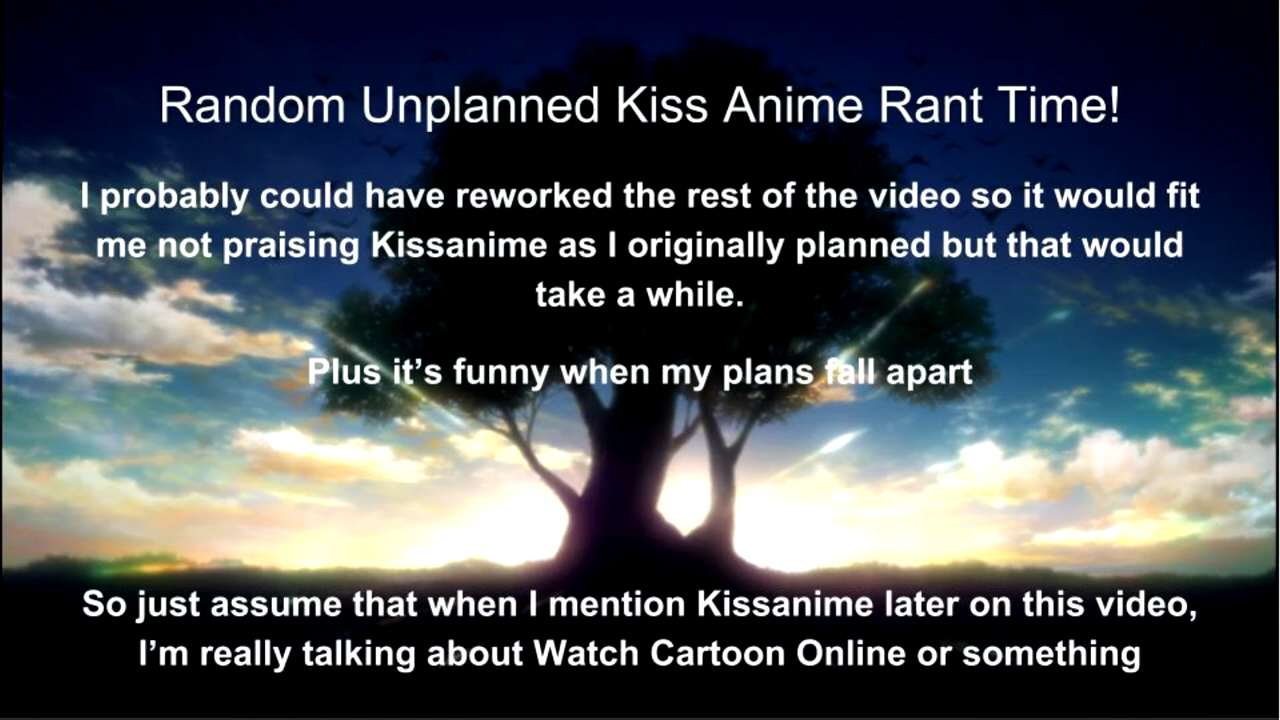 Random Unplanned Kiss Anime Rant Time!
I probably could have reworked the rest of the video so it would fit
me not praising Kissanime as I originally planned but that would
take a while.
Plus it’s funny when my plans fall apart
So just assume that when I mention Kissanime later on this video,
I’m really talking about Watch Cartoon Online or something